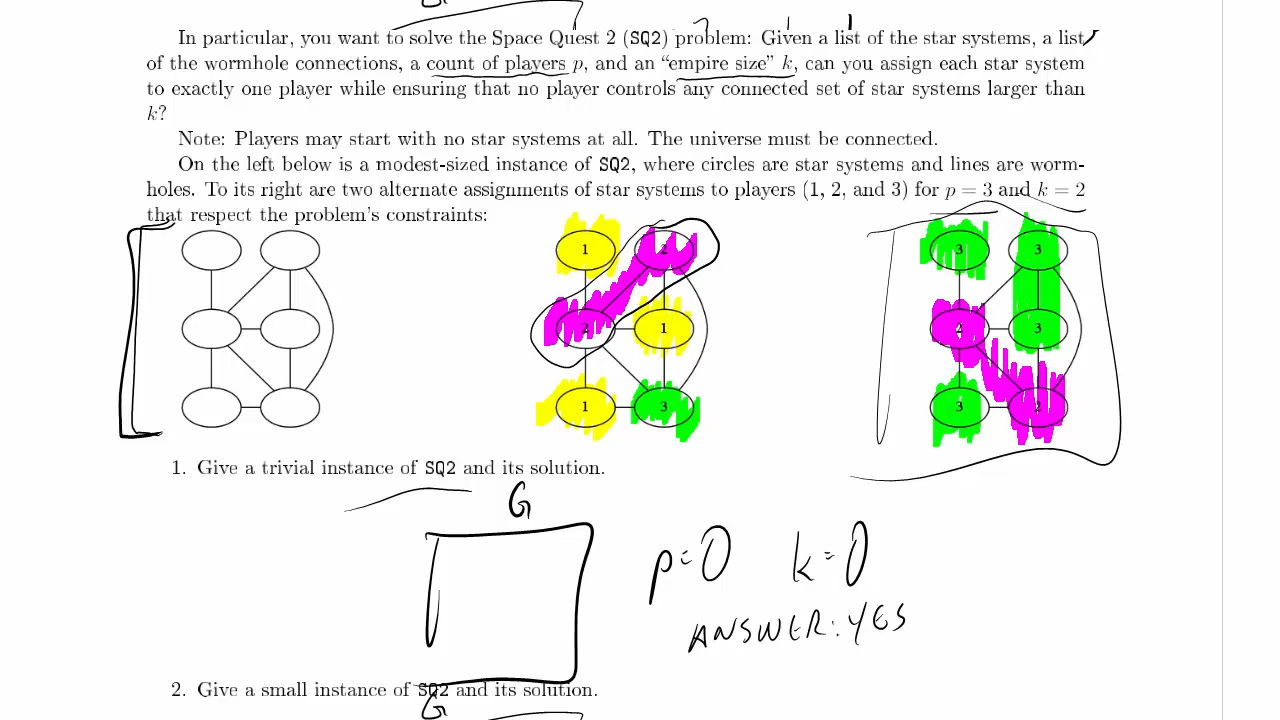 In particular, you want to solve the Space Quest 2 (SQ2) problem: Given a list of the star systems, a list
of the wormhole connections, a count of players p, and an “empire size” k, can you assign each star system
to exactly one player while ensuring that no player controls any connected set of star systems larger than
k?
Note: Players may start with no star systems at all. The universe must be connected.
On the left below is a modest-sized instance of SQ2, where circles are star systems and lines are worm-
holes. To its right are two alternate assignments of star systems to players (1, 2, and 3) for p = 3 and k = 2
that respect the problem's constraints:
1 2
2 1
1 3
3 3
2 3
3 2
1. Give a trivial instance of SQ2 and its solution.
G
p=0 k=0
ANSWER: YES
2. Give a small instance of SQ2 and its solution.
G